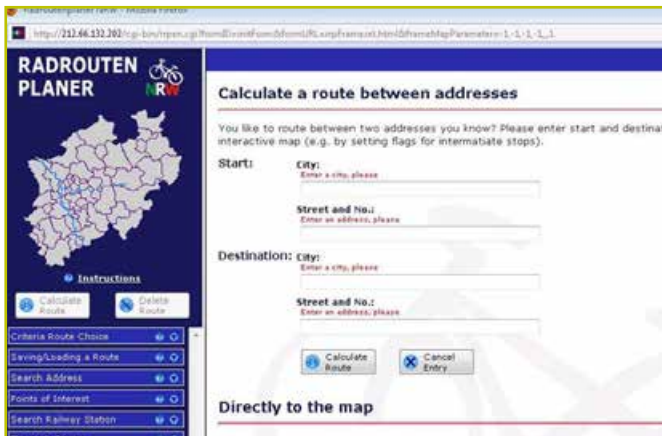 RADROUTEN
PLANER
NRW
Instructions
Calculate
Route
Delete
Route
Criteria Route Choice
Saving/Loading a Route
Search Address
Points of Interest
Search Railway Station
Calculate a route between addresses
You like to route between two addresses you know? Please enter start and destina
interactive map (e.g. by setting flags for intermatiate stops).
Start:
City:
Enter a city, please
Street and No.:
Enter an address, please
Destination:
City:
Enter a city, please
Street and No.:
Enter an address, please
Calculate
Route
Cancel
Entry
Directly to the map